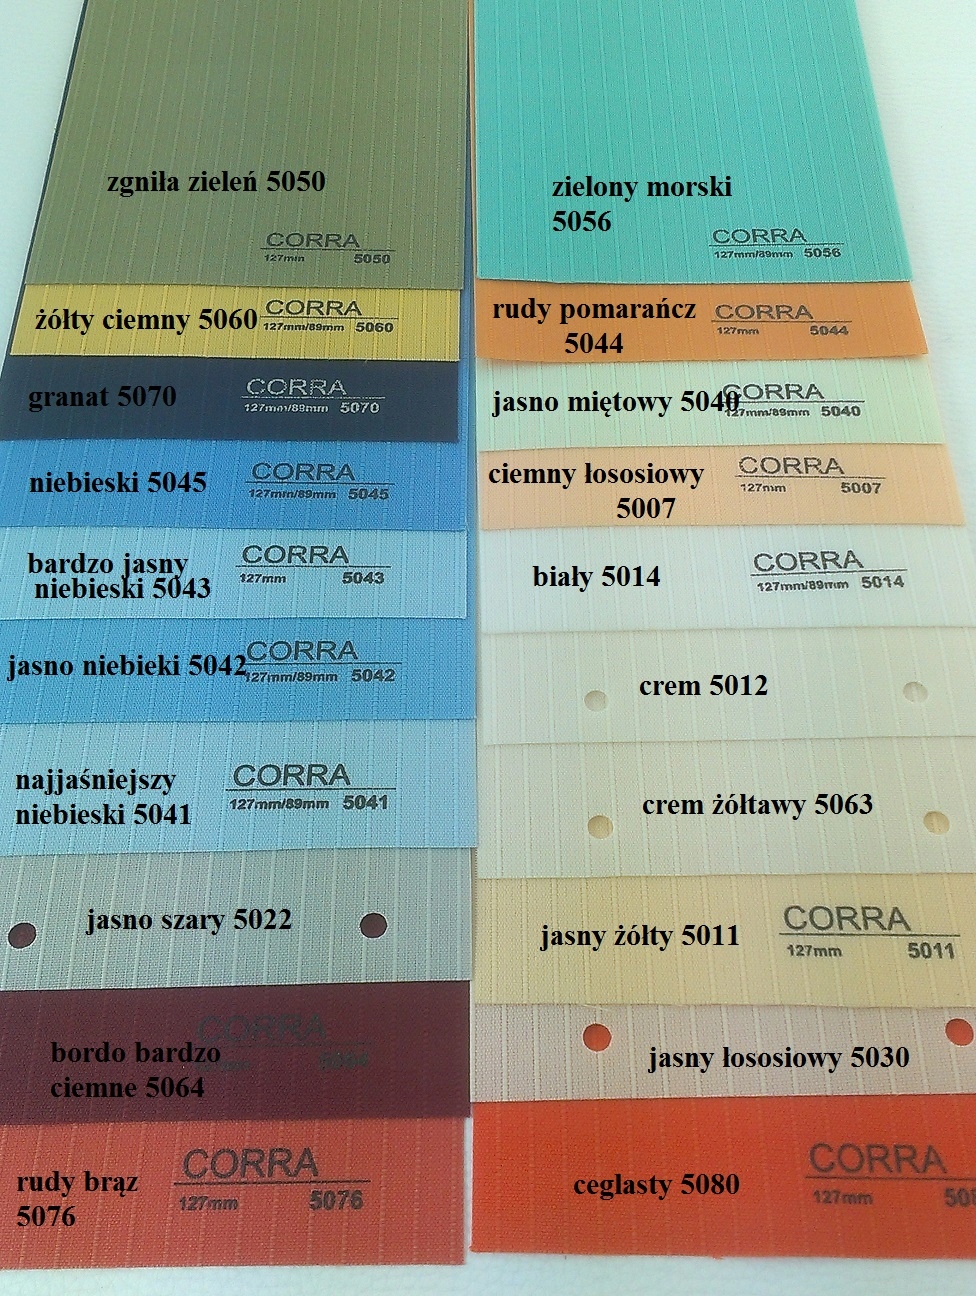 zgniła zieleń 5050
CORRA
127mm 5050
żółty ciemny 5060
CORRA
127mm/89mm 5060
granat 5070
CORRA
127mm/89mm 5070
niebieski 5045
CORRA
127mm/89mm 5045
bardzo jasny
niebieski 5043
CORRA
127mm 5043
jasno niebieki 5042
CORRA
127mm/89mm 5042
najjaśniejszy
niebieski 5041
CORRA
127mm/89mm 5041
jasno szary 5022
CORRA
bordo bardzo
ciemne 5064
rudy brąz
5076
CORRA
127mm 5076
zielony morski
5056
CORRA
127mm/89mm 5056
rudy pomarańcz
5044
CORRA
127mm 5044
jasno miętowy 5040
CORRA
127mm/89mm 5040
ciemny łososiowy
5007
CORRA
127mm 5007
biały 5014
CORRA
127mm/89mm 5014
crem 5012
crem żółtawy 5063
jasny żółty 5011
CORRA
127mm 5011
jasny łososiowy 5030
ceglasty 5080
CORRA
127mm